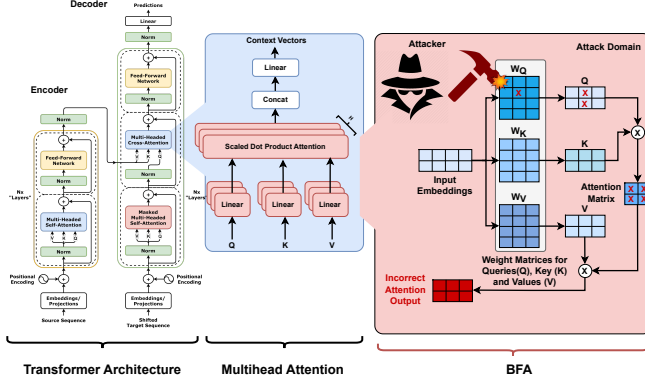 Decoder
Predictions
Linear
Norm
Feed-Forward
Network
Norm
Multi-Headed
Cross-Attention
V K Q
Norm
Masked
Multi-Headed
Self-Attention
V K Q
Norm
Positional
Encoding
Embeddings/
Projections
Shifted
Target Sequence
Nx
"Layers"
Encoder
Norm
Feed-Forward
Network
Norm
Nx
"Layers"
Multi-Headed
Self-Attention
V K Q
Norm
Positional
Encoding
Embeddings/
Projections
Source Sequence
Transformer Architecture
Context Vectors
Linear
Concat
H
Scaled Dot Product Attention
Linear Linear Linear
Q K V
Multihead Attention
Attacker
Attack Domain
WQ
X
Q
X
X
X
WK
K
Input
Embeddings
Attention
Matrix
X X
X X
WV
V
X
Weight Matrices for
Queries(Q), Key (K)
and Values (V)
Incorrect
Attention
Output
BFA